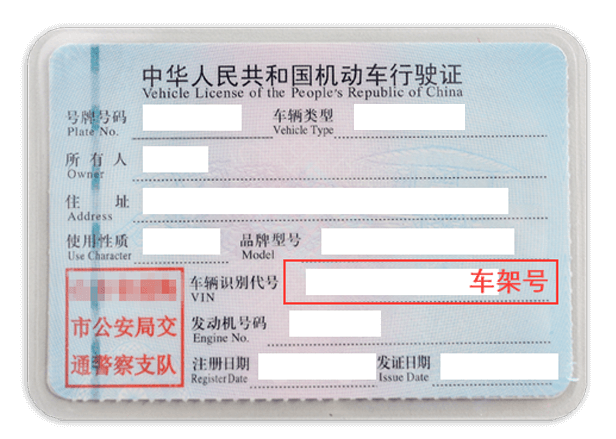 中华人民共和国机动车行驶证
Vehicle License of the People's Republic of China
号牌号码 车辆类型
Plate No. Vehicle Type
所有人
Owner
住址
Address
使用性质 品牌型号
Use Character Model
车辆识别代号 车架号
VIN
市公安局交
通警察支队
发动机号码
Engine No.
注册日期 发证日期
Register Date Issue Date